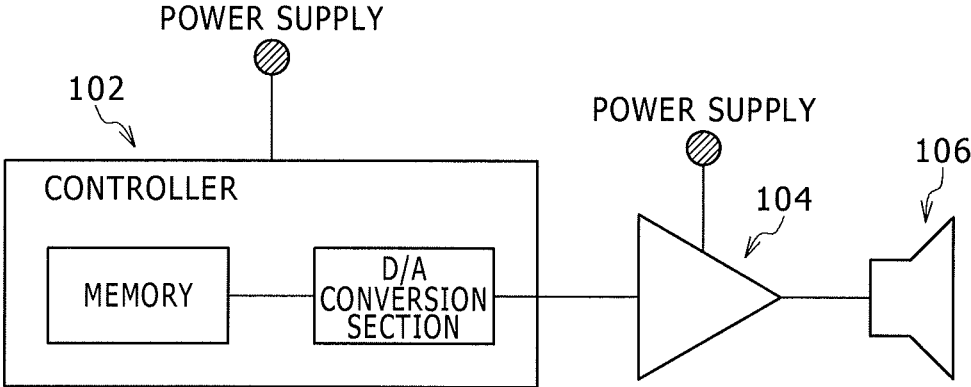 POWER SUPPLY
102
POWER SUPPLY
106
CONTROLLER
104
MEMORY
D/A
CONVERSION
SECTION